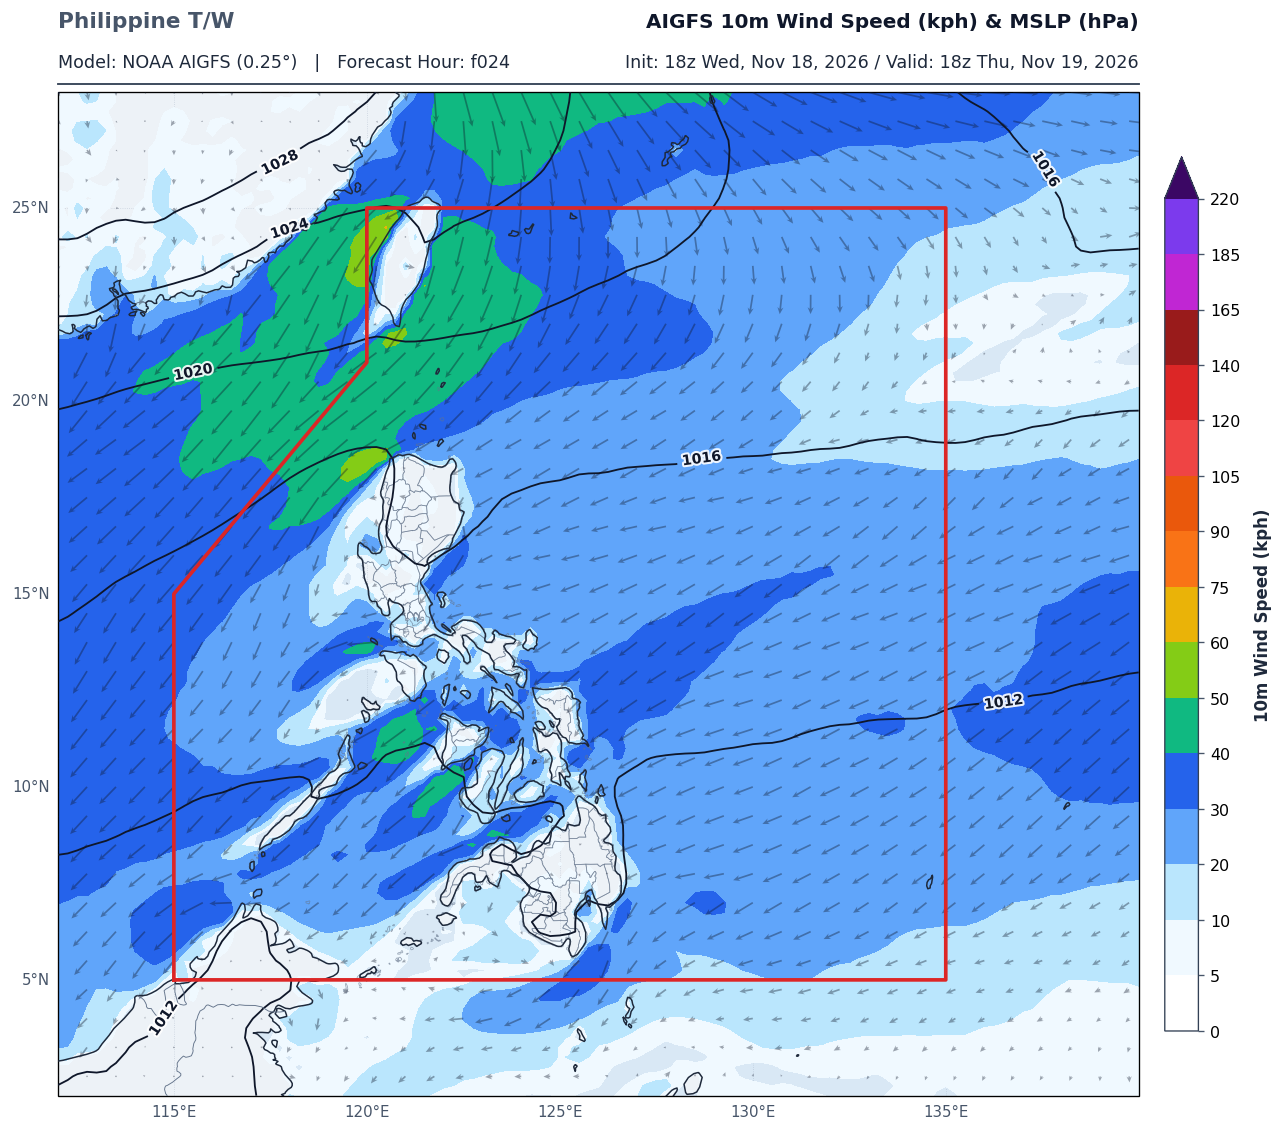 Philippine T/W
AIGFS 10m Wind Speed (kph) & MSLP (hPa)
Model: NOAA AIGFS (0.25°) | Forecast Hour: f024
Init: 18z Wed, Nov 18, 2026 / Valid: 18z Thu, Nov 19, 2026
1028
1016
1024
1020
1016
1012
1012
25°N
20°N
15°N
10°N
5°N
115°E
120°E
125°E
130°E
135°E
220
185
165
140
120
105
90
75
60
50
40
30
20
10
5
0
10m Wind Speed (kph)